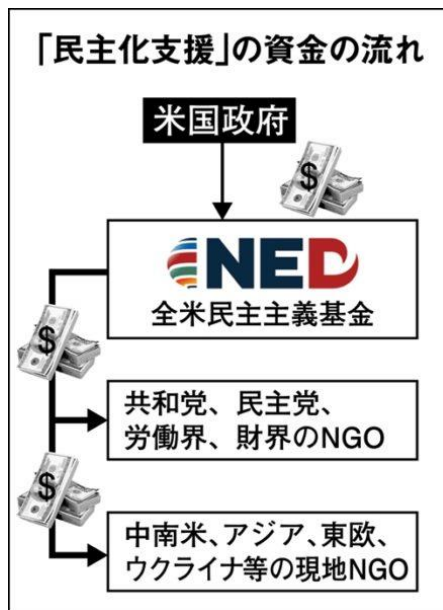 「民主化支援」の資金の流れ
米国政府
$
NED
全米民主主義基金
$
共和党、民主党、
労働界、財界のNGO
$
中南米、アジア、東欧、
ウクライナ等の現地NGO